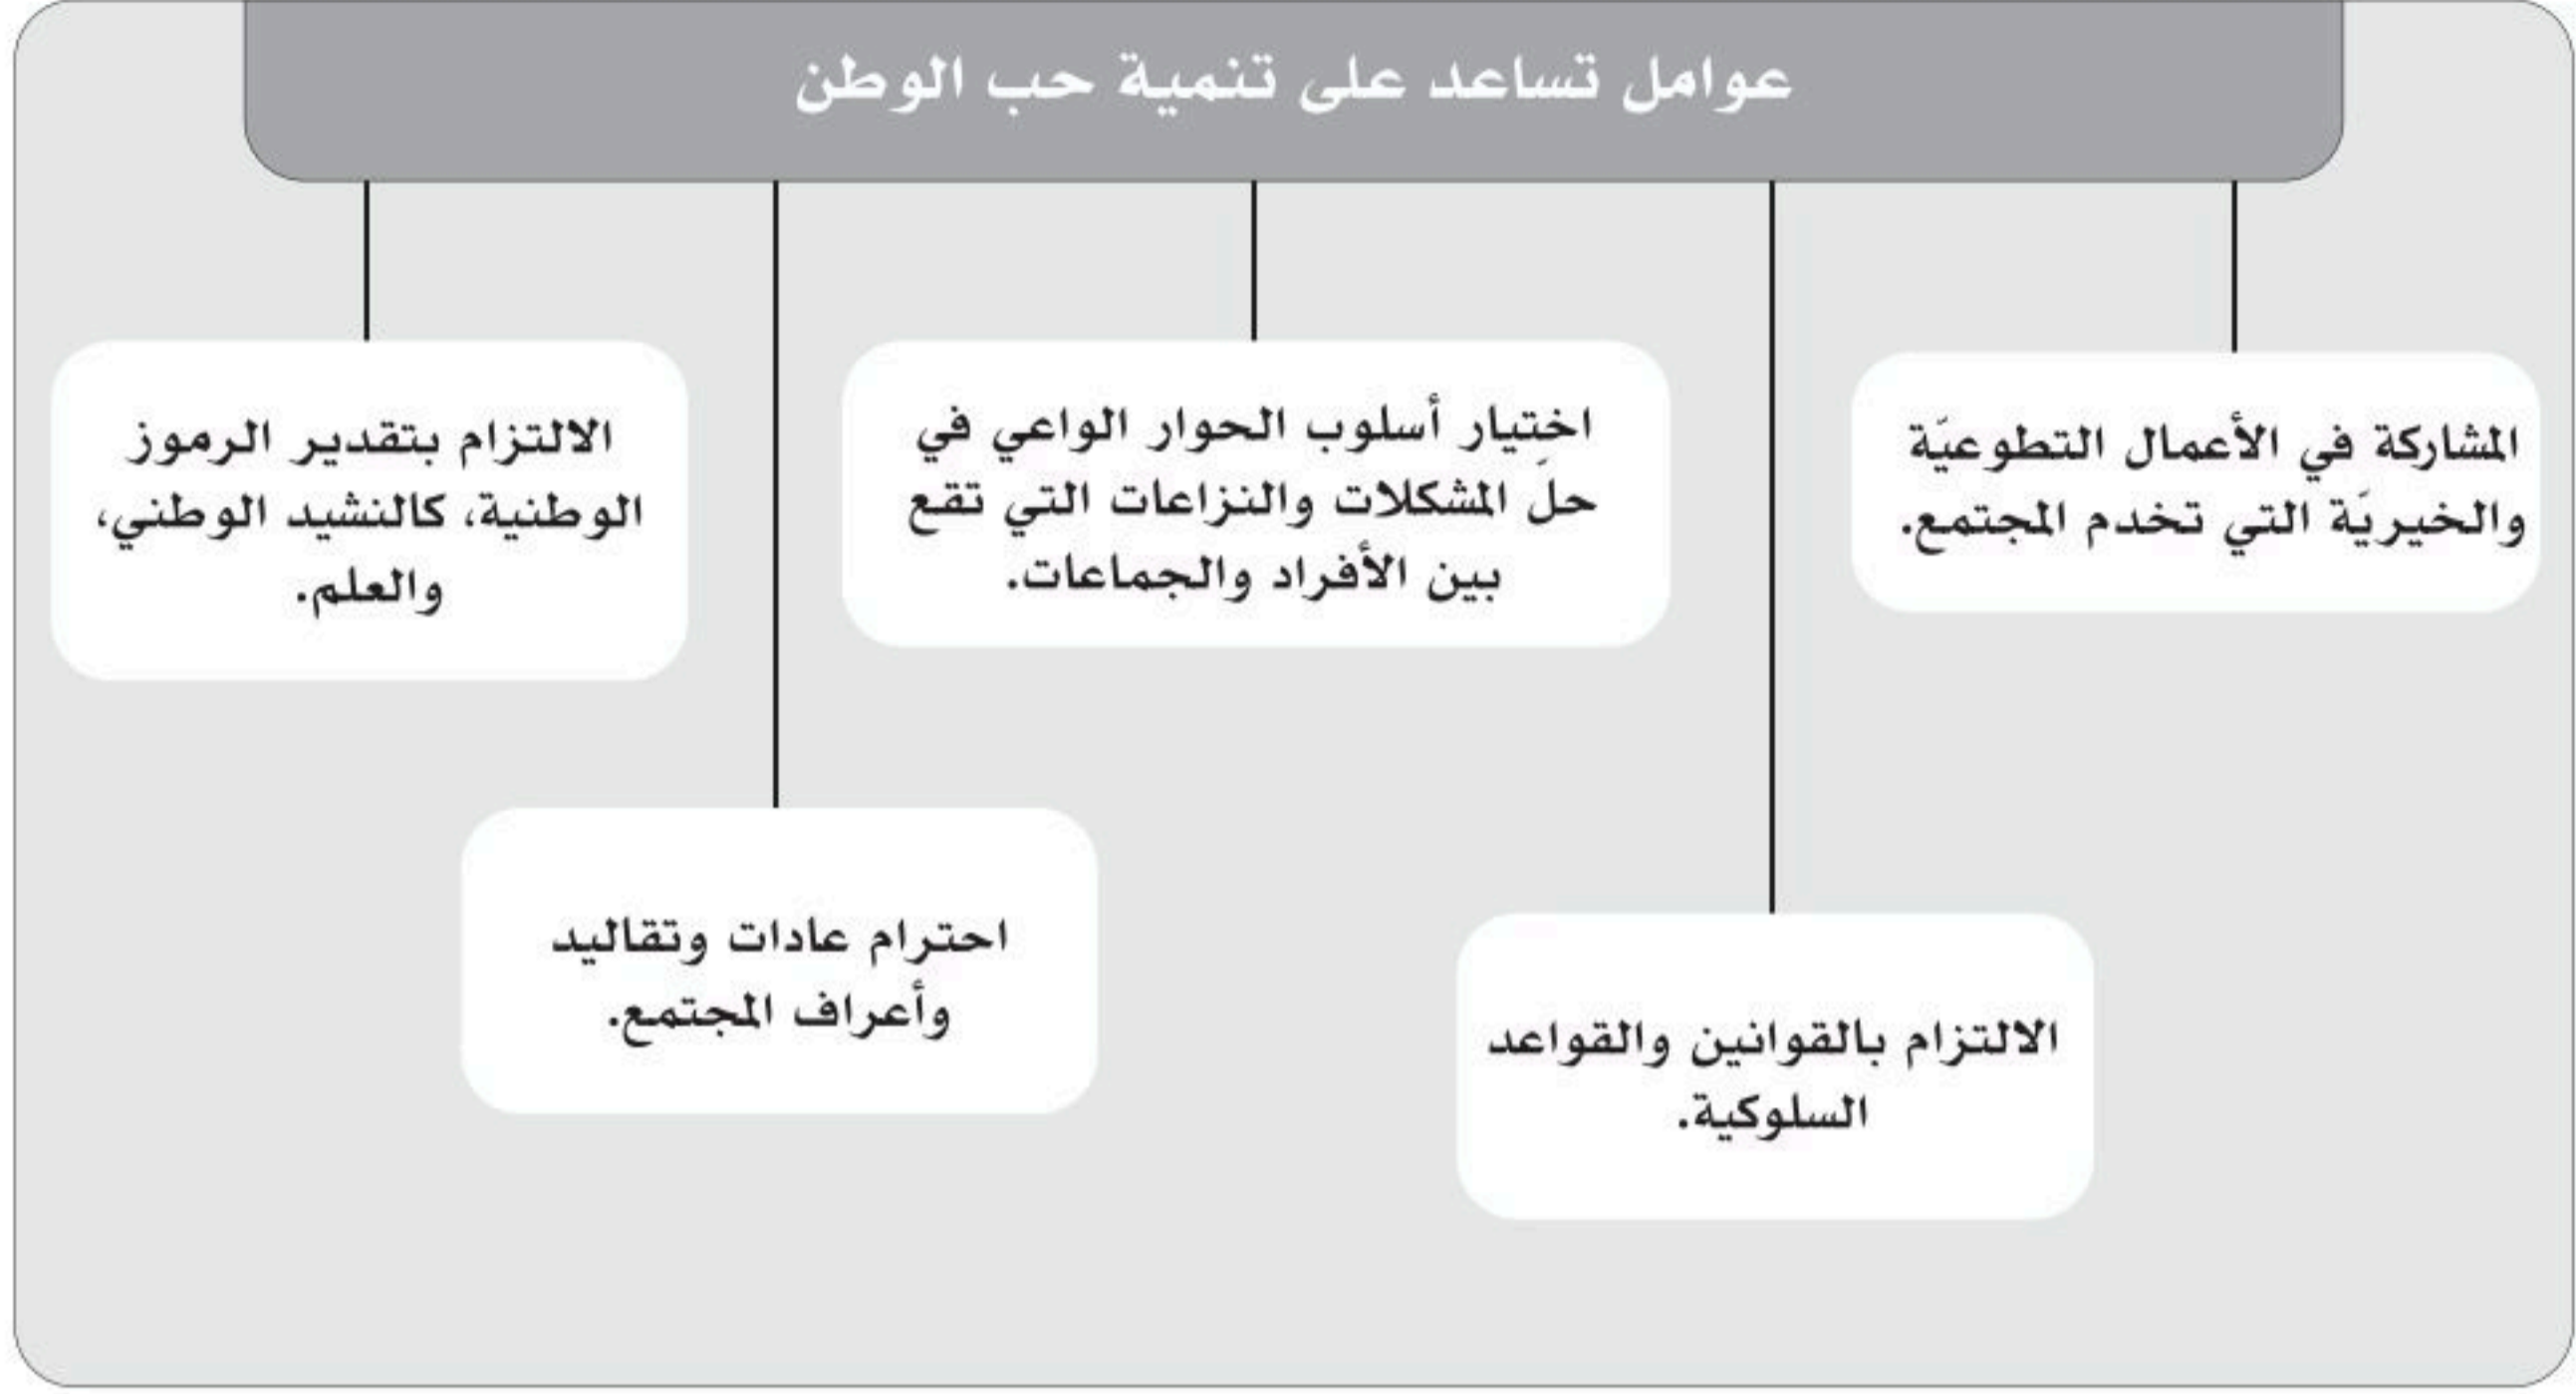 عوامل تساعد على تنمية حب الوطن
المشاركة في الأعمال التطوعيّة
والخيريّة التي تخدم المجتمع.
الالتزام بالقوانين والقواعد
السلوكية.
اختيار أسلوب الحوار الواعي في
حلّ المشكلات والنزاعات التي تقع
بين الأفراد والجماعات.
احترام عادات وتقاليد
وأعراف المجتمع.
الالتزام بتقدير الرموز
الوطنية، كالنشيد الوطني،
والعلم.